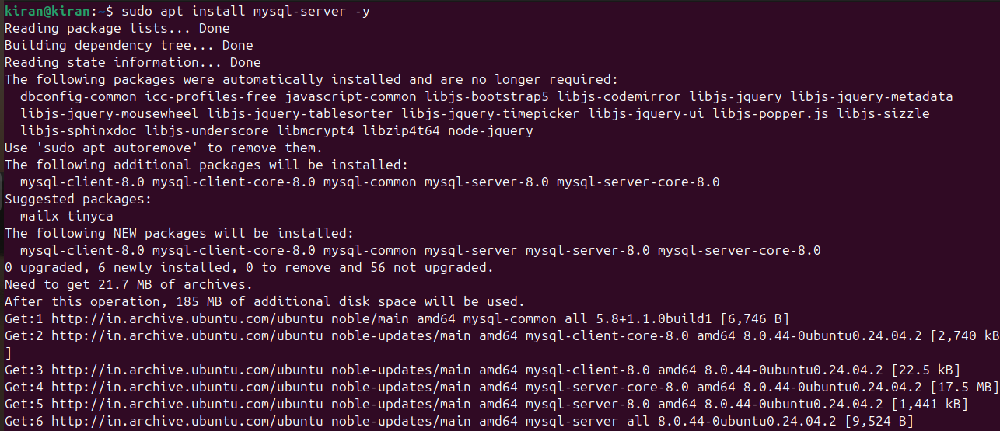 kiran@kiran:~$ sudo apt install mysql-server -y
Reading package lists... Done
Building dependency tree... Done
Reading state information... Done
The following packages were automatically installed and are no longer required:
  dbconfig-common icc-profiles-free javascript-common libjs-bootstrap5 libjs-codemirror libjs-jquery libjs-jquery-metadata
  libjs-jquery-mousewheel libjs-jquery-tablesorter libjs-jquery-timepicker libjs-jquery-ui libjs-popper.js libjs-sizzle
  libjs-sphinxdoc libjs-underscore libmcrypt4 libzip4t64 node-jquery
Use 'sudo apt autoremove' to remove them.
The following additional packages will be installed:
  mysql-client-8.0 mysql-client-core-8.0 mysql-common mysql-server-8.0 mysql-server-core-8.0
Suggested packages:
  mailx tinyca
The following NEW packages will be installed:
  mysql-client-8.0 mysql-client-core-8.0 mysql-common mysql-server mysql-server-8.0 mysql-server-core-8.0
0 upgraded, 6 newly installed, 0 to remove and 56 not upgraded.
Need to get 21.7 MB of archives.
After this operation, 185 MB of additional disk space will be used.
Get:1 http://in.archive.ubuntu.com/ubuntu noble/main amd64 mysql-common all 5.8+1.1.0build1 [6,746 B]
Get:2 http://in.archive.ubuntu.com/ubuntu noble-updates/main amd64 mysql-client-core-8.0 amd64 8.0.44-0ubuntu0.24.04.2 [2,740 kB
]
Get:3 http://in.archive.ubuntu.com/ubuntu noble-updates/main amd64 mysql-client-8.0 amd64 8.0.44-0ubuntu0.24.04.2 [22.5 kB]
Get:4 http://in.archive.ubuntu.com/ubuntu noble-updates/main amd64 mysql-server-core-8.0 amd64 8.0.44-0ubuntu0.24.04.2 [17.5 MB]
Get:5 http://in.archive.ubuntu.com/ubuntu noble-updates/main amd64 mysql-server-8.0 amd64 8.0.44-0ubuntu0.24.04.2 [1,441 kB]
Get:6 http://in.archive.ubuntu.com/ubuntu noble-updates/main amd64 mysql-server all 8.0.44-0ubuntu0.24.04.2 [9,524 B]